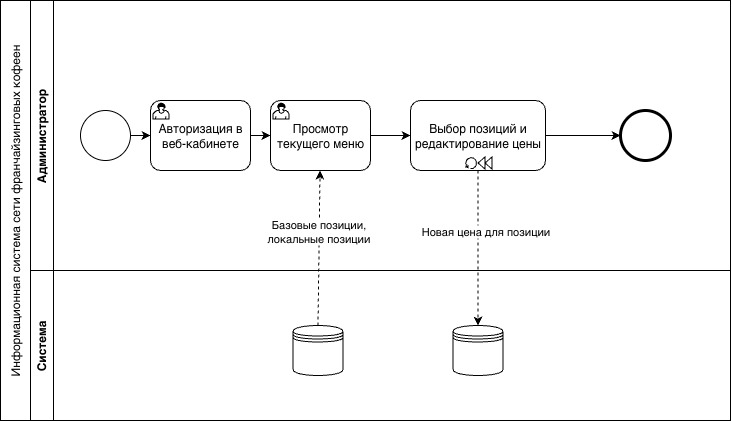 Информационная система сети франчайзинговых кофеен
Администратор
Авторизация в
веб-кабинете
Просмотр
текущего меню
Выбор позиций и
редактирование цены
Базовые позиции,
локальные позиции
Новая цена для позиции
Система